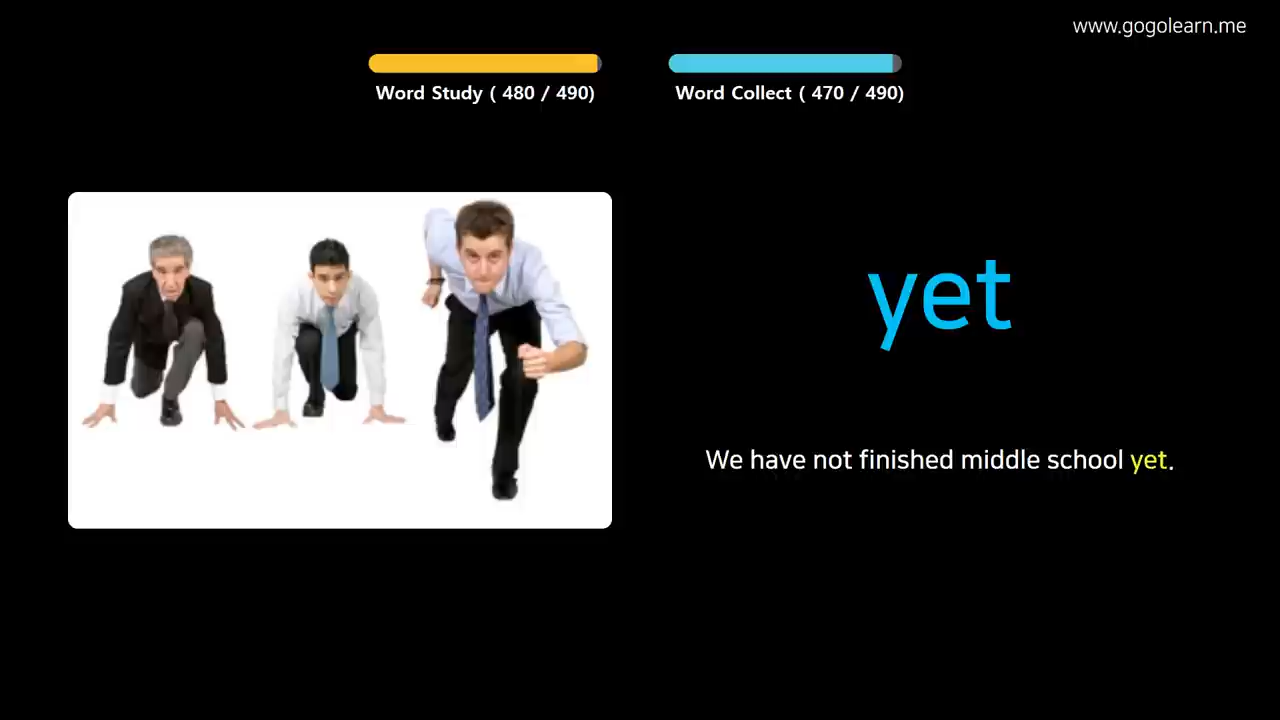 www.gogolearn.me
Word Study ( 480 / 490)
Word Collect ( 470 / 490)
yet
We have not finished middle school yet.